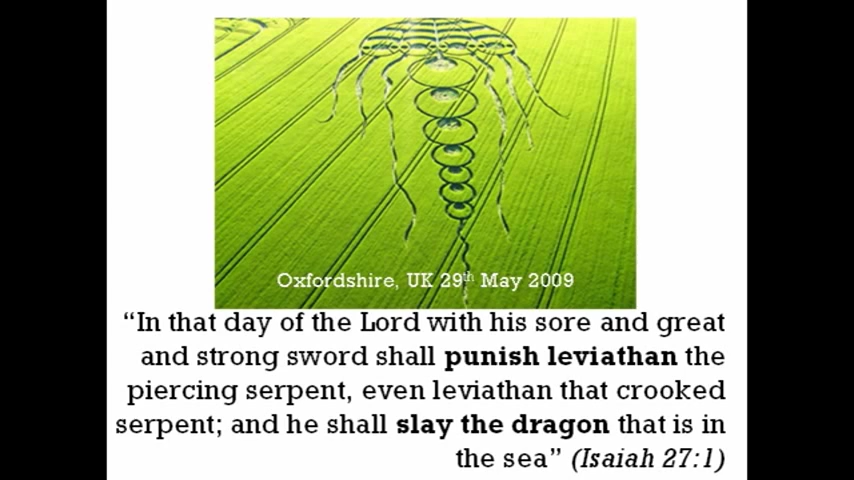 Oxfordshire, UK 29th May 2009
“In that day of the Lord with his sore and great
and strong sword shall punish leviathan the
piercing serpent, even leviathan that crooked
serpent; and he shall slay the dragon that is in
the sea” (Isaiah 27:1)